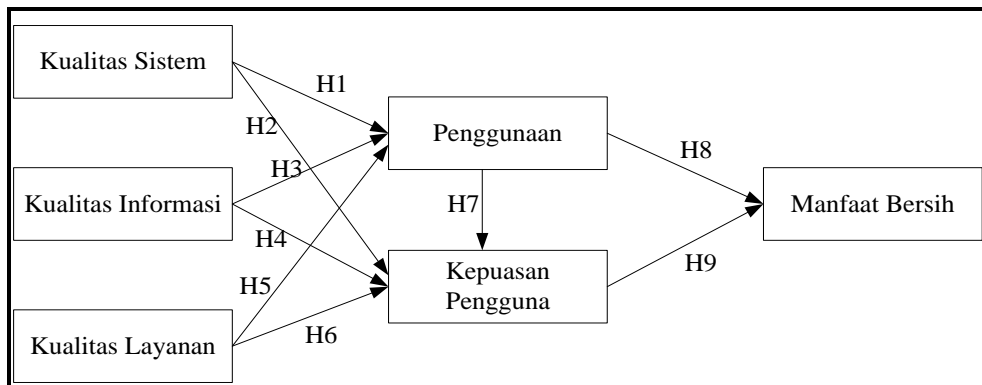 Kualitas Sistem
H1
H2
Penggunaan
H8
H3
Kualitas Informasi
H7
Manfaat Bersih
H4
H5
Kepuasan
Pengguna
H9
H6
Kualitas Layanan